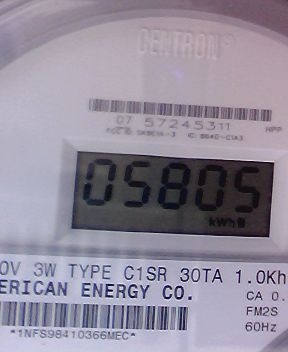 CENTRON®
07 57245311
HPP
05805
kWh
0V 3W TYPE C1SR 30TA 1.0Kh
ERICAN ENERGY CO.
CA 0.
FM2S
60Hz
*1NFS98410366MEC*